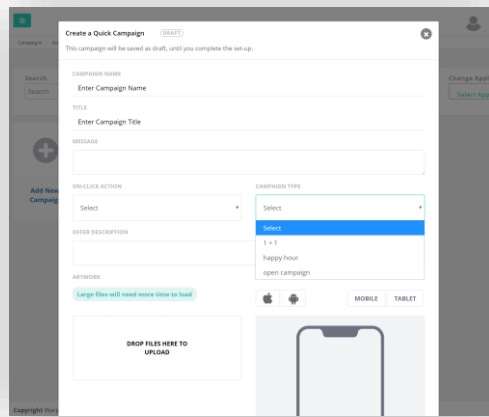 Create a Quick Campaign DRAFT
This campaign will be saved as draft, until you complete the set-up.
Campaigns
CAMPAIGN NAME
Enter Campaign Name
Search
Change Appl
Search
Select App
TITLE
Enter Campaign Title
MESSAGE
Add New
Campaign
ON-CLICK ACTION CAMPAIGN TYPE
Select Select
Select
OFFER DESCRIPTION
1 + 1
happy hour
open campaign
ARTWORK
Large files will need more time to load
MOBILE TABLET
DROP FILES HERE TO
UPLOAD
Copyright